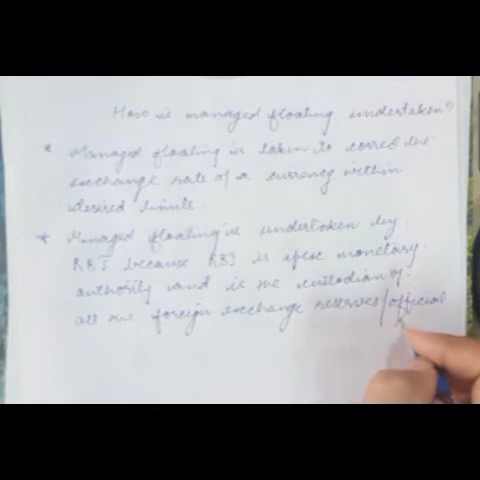 How is managed floating undertaken?
* Managed floating is taken to correct the
exchange rate of a currency within
desired limits.
* Managed floating is undertaken by
RBI because RBI is apex monetary
authority and is the custodian of
all the foreign exchange reserves/official